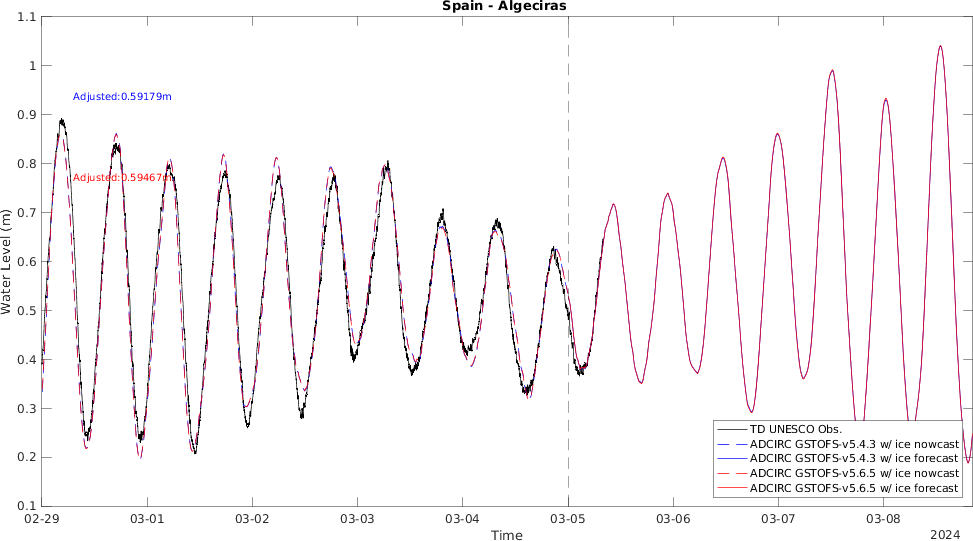 Spain - Algeciras
1.1
1
0.9
0.8
0.7
0.6
0.5
0.4
0.3
0.2
0.1
Water Level (m)
Adjusted:0.59179m
Adjusted:0.59467m
TD UNESCO Obs.
ADCIRC GSTOFS-v5.4.3 w/ ice nowcast
ADCIRC GSTOFS-v5.4.3 w/ ice forecast
ADCIRC GSTOFS-v5.6.5 w/ ice nowcast
ADCIRC GSTOFS-v5.6.5 w/ ice forecast
02-29 03-01 03-02 03-03 03-04 03-05 03-06 03-07 03-08
Time
2024